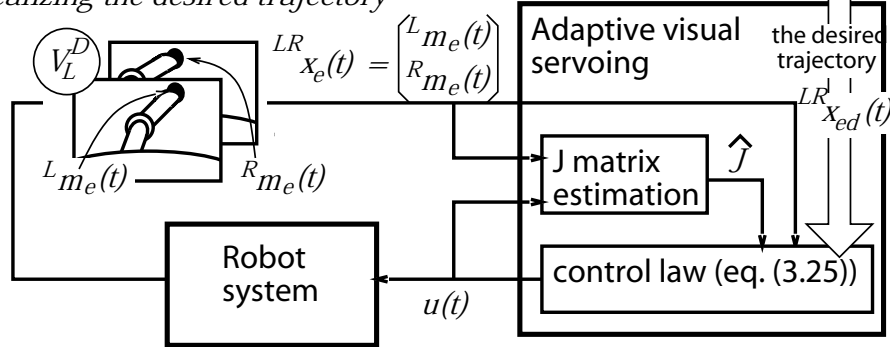 alizing the desired trajectory
V_L^D
^{LR}x_e(t) = (^L m_e(t)
^R m_e(t))
Adaptive visual
servoing
the desired
trajectory
^{LR}x_{ed}(t)
^L m_e(t)
^R m_e(t)
J matrix
estimation
Ĵ
Robot
system
u(t)
control law (eq. (3.25))